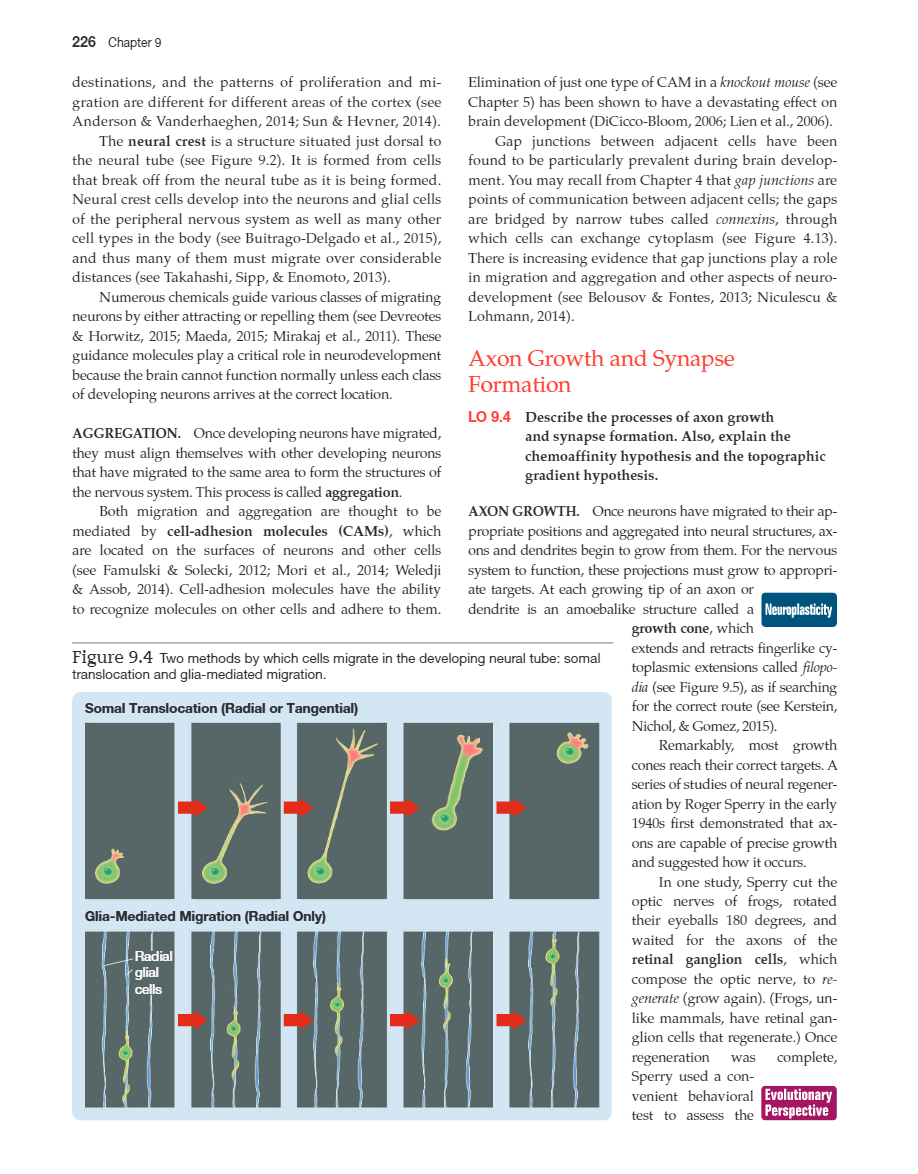 226 Chapter 9
destinations, and the patterns of proliferation and mi-
gration are different for different areas of the cortex (see
Anderson & Vanderhaeghen, 2014; Sun & Hevner, 2014).
The neural crest is a structure situated just dorsal to
the neural tube (see Figure 9.2). It is formed from cells
that break off from the neural tube as it is being formed.
Neural crest cells develop into the neurons and glial cells
of the peripheral nervous system as well as many other
cell types in the body (see Buitrago-Delgado et al., 2015),
and thus many of them must migrate over considerable
distances (see Takahashi, Sipp, & Enomoto, 2013).
Numerous chemicals guide various classes of migrating
neurons by either attracting or repelling them (see Devreotes
& Horwitz, 2015; Maeda, 2015; Mirakaj et al., 2011). These
guidance molecules play a critical role in neurodevelopment
because the brain cannot function normally unless each class
of developing neurons arrives at the correct location.
AGGREGATION. Once developing neurons have migrated,
they must align themselves with other developing neurons
that have migrated to the same area to form the structures of
the nervous system. This process is called aggregation.
Both migration and aggregation are thought to be
mediated by cell-adhesion molecules (CAMs), which
are located on the surfaces of neurons and other cells
(see Famulski & Solecki, 2012; Mori et al., 2014; Weledji
& Assob, 2014). Cell-adhesion molecules have the ability
to recognize molecules on other cells and adhere to them.
Elimination of just one type of CAM in a knockout mouse (see
Chapter 5) has been shown to have a devastating effect on
brain development (DiCicco-Bloom, 2006; Lien et al., 2006).
Gap junctions between adjacent cells have been
found to be particularly prevalent during brain develop-
ment. You may recall from Chapter 4 that gap junctions are
points of communication between adjacent cells; the gaps
are bridged by narrow tubes called connexins, through
which cells can exchange cytoplasm (see Figure 4.13).
There is increasing evidence that gap junctions play a role
in migration and aggregation and other aspects of neuro-
development (see Belousov & Fontes, 2013; Niculescu &
Lohmann, 2014).
Axon Growth and Synapse
Formation
LO 9.4 Describe the processes of axon growth
and synapse formation. Also, explain the
chemoaffinity hypothesis and the topographic
gradient hypothesis.
AXON GROWTH. Once neurons have migrated to their ap-
propriate positions and aggregated into neural structures, ax-
ons and dendrites begin to grow from them. For the nervous
system to function, these projections must grow to appropri-
ate targets. At each growing tip of an axon or
dendrite is an amoebalike structure called a
Neuroplasticity
growth cone, which
extends and retracts fingerlike cy-
toplasmic extensions called filopo-
dia (see Figure 9.5), as if searching
for the correct route (see Kerstein,
Nichol, & Gomez, 2015).
Remarkably, most growth
cones reach their correct targets. A
series of studies of neural regener-
ation by Roger Sperry in the early
1940s first demonstrated that ax-
ons are capable of precise growth
and suggested how it occurs.
In one study, Sperry cut the
optic nerves of frogs, rotated
their eyeballs 180 degrees, and
waited for the axons of the
retinal ganglion cells, which
compose the optic nerve, to re-
generate (grow again). (Frogs, un-
like mammals, have retinal gan-
glion cells that regenerate.) Once
regeneration was complete,
Sperry used a con-
venient behavioral
test to assess the
Evolutionary
Perspective
Figure 9.4 Two methods by which cells migrate in the developing neural tube: somal
translocation and glia-mediated migration.
Somal Translocation (Radial or Tangential)
Glia-Mediated Migration (Radial Only)
Radial
glial
cells